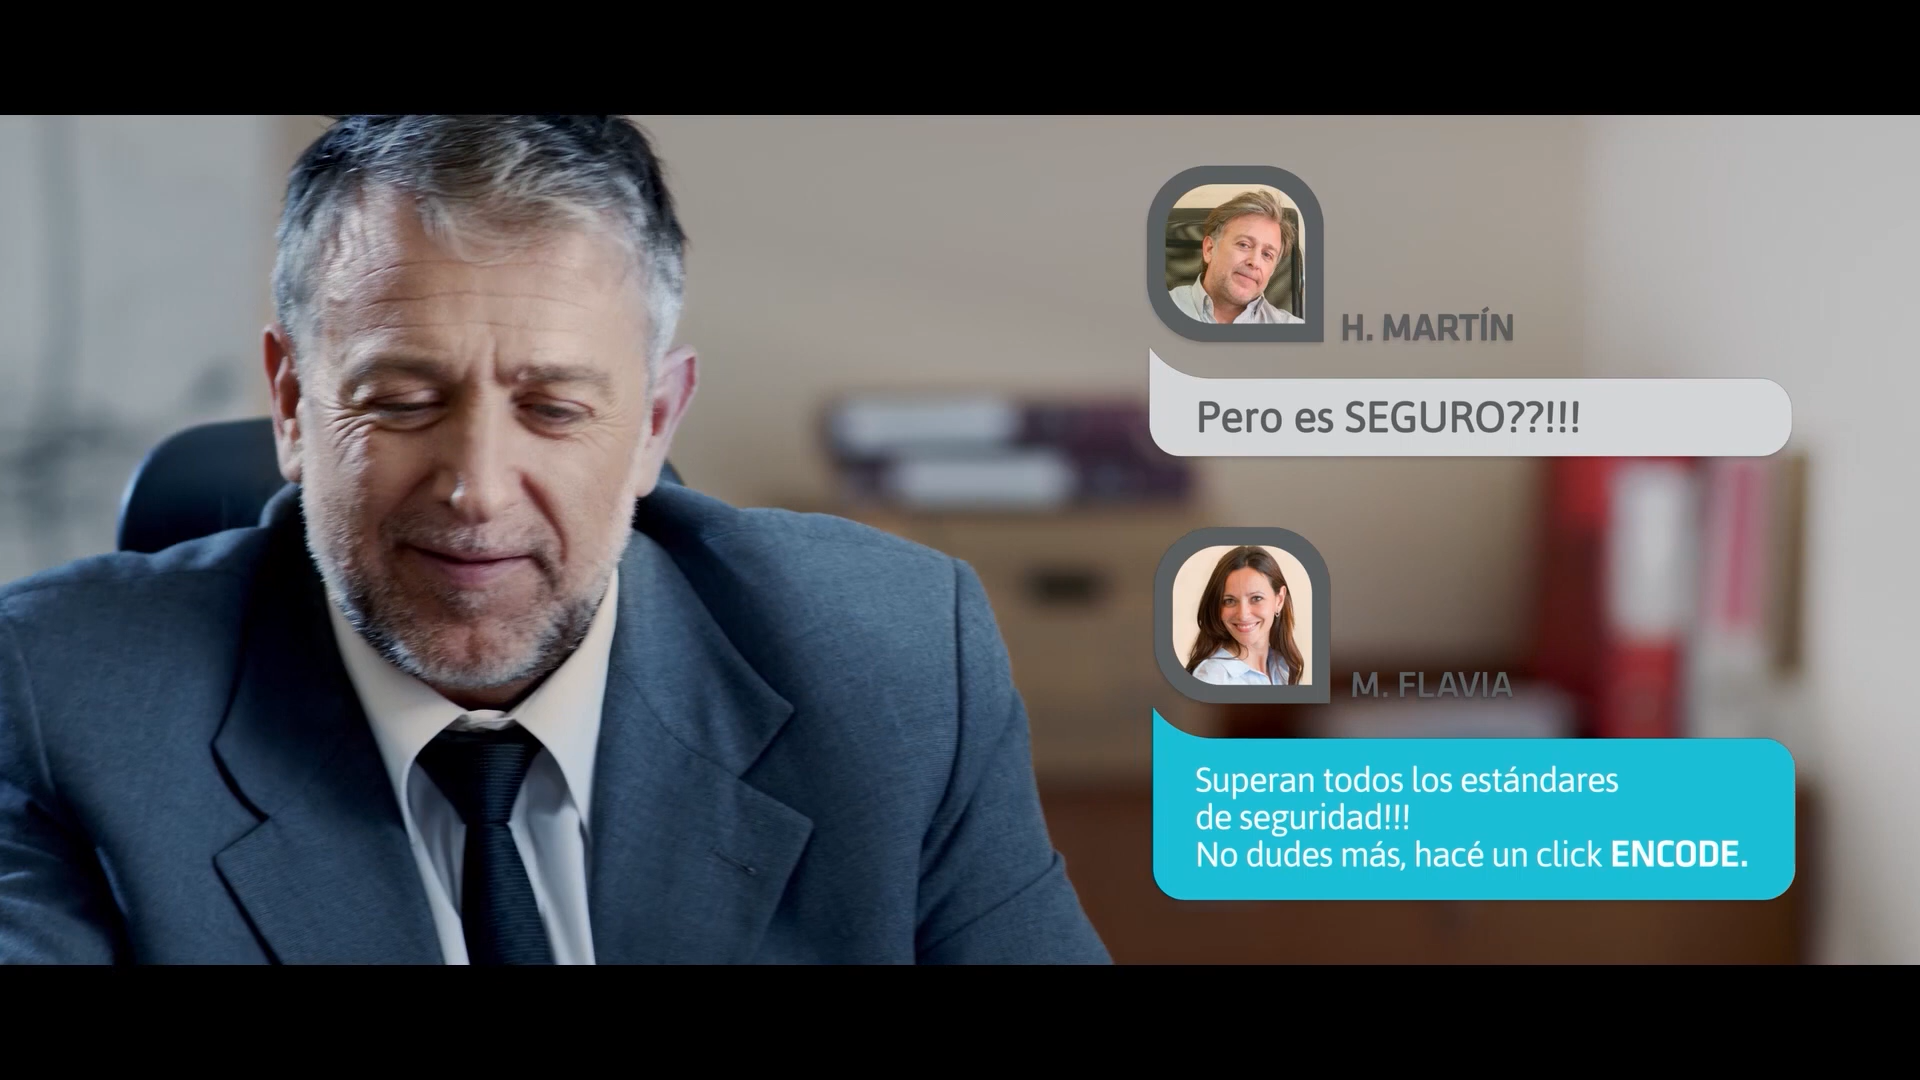 H. MARTÍN
Pero es SEGURO??!!!
M. FLAVIA
Superan todos los estándares
de seguridad!!!
No dudes más, hacé un click ENCODE.